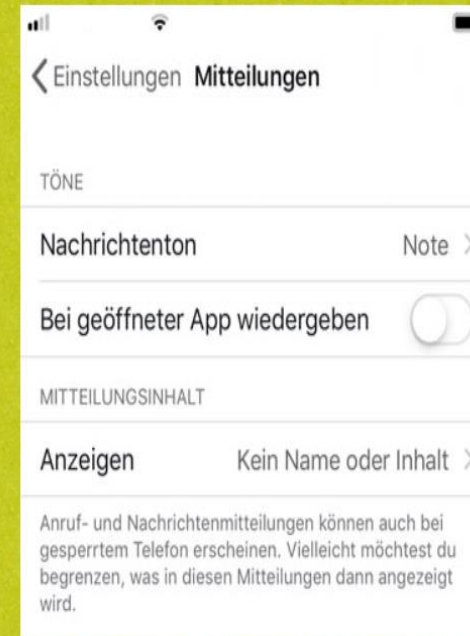 Einstellungen Mitteilungen
TÖNE
Nachrichtenton Note
Bei geöffneter App wiedergeben
MITTEILUNGSINHALT
Anzeigen Kein Name oder Inhalt
Anruf- und Nachrichtenmitteilungen können auch bei
gesperrtem Telefon erscheinen. Vielleicht möchtest du
begrenzen, was in diesen Mitteilungen dann angezeigt
wird.